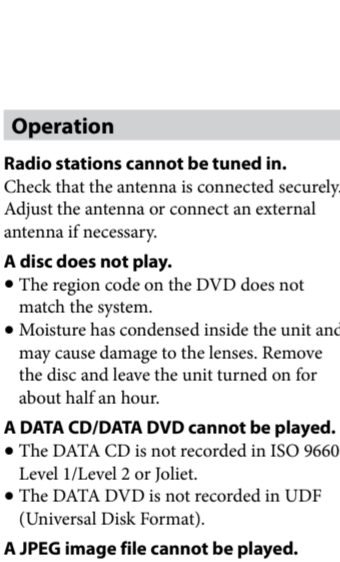 Operation
Radio stations cannot be tuned in.
Check that the antenna is connected securely.
Adjust the antenna or connect an external
antenna if necessary.
A disc does not play.
● The region code on the DVD does not
match the system.
● Moisture has condensed inside the unit and
may cause damage to the lenses. Remove
the disc and leave the unit turned on for
about half an hour.
A DATA CD/DATA DVD cannot be played.
● The DATA CD is not recorded in ISO 9660
Level 1/Level 2 or Joliet.
● The DATA DVD is not recorded in UDF
(Universal Disk Format).
A JPEG image file cannot be played.